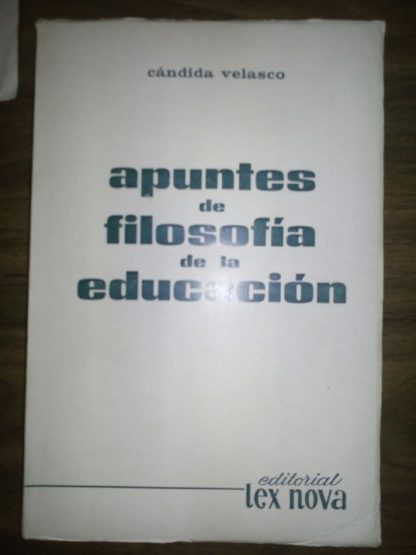 cándida velasco
apuntes
de
filosofía
de la
educación
editorial
lex nova